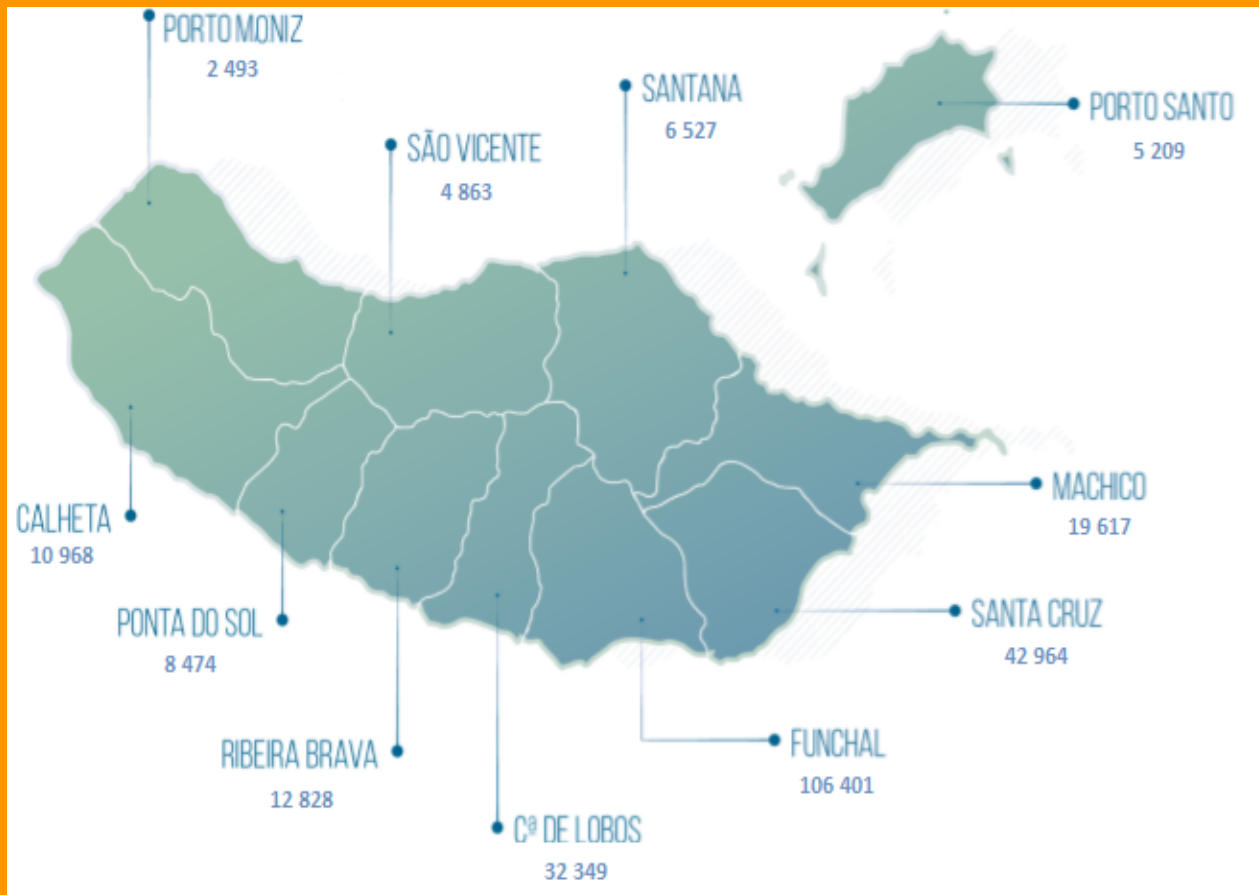 PORTO MONIZ
2 493
SANTANA
6 527
PORTO SANTO
5 209
SÃO VICENTE
4 863
MACHICO
19 617
CALHETA
10 968
SANTA CRUZ
42 964
PONTA DO SOL
8 474
RIBEIRA BRAVA
12 828
FUNCHAL
106 401
Cª DE LOBOS
32 349